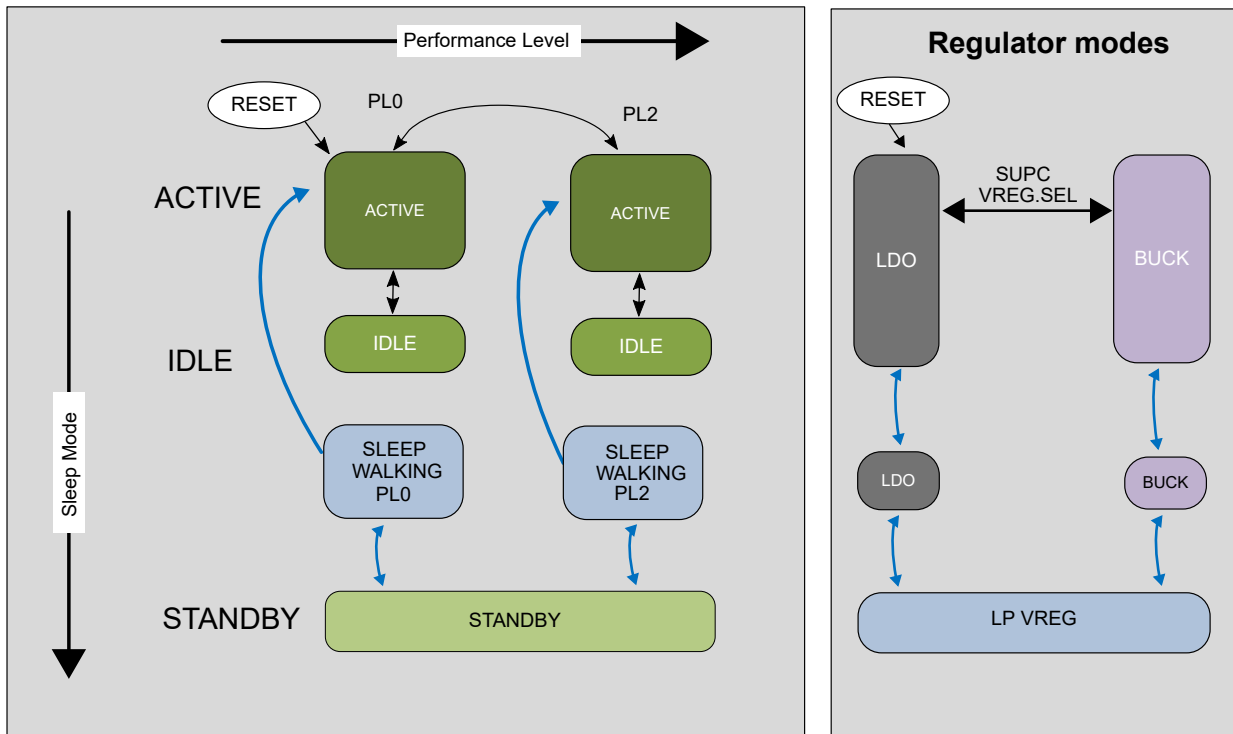 Performance Level
RESET
PL0
PL2
ACTIVE
ACTIVE
ACTIVE
IDLE
IDLE
IDLE
Sleep Mode
SLEEP
WALKING
PL0
SLEEP
WALKING
PL2
STANDBY
STANDBY
Regulator modes
RESET
SUPC
VREG.SEL
LDO
BUCK
LDO
BUCK
LP VREG